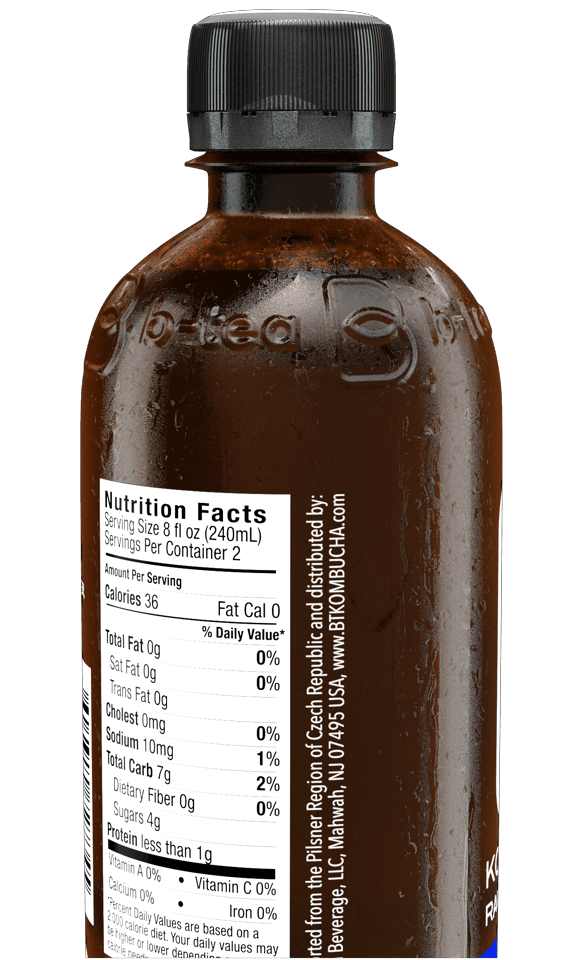 b-tea
Nutrition Facts
Serving Size 8 fl oz (240mL)
Servings Per Container 2
Amount Per Serving
Calories 36 Fat Cal 0
% Daily Value*
Total Fat 0g 0%
Sat Fat 0g 0%
Trans Fat 0g
Cholest 0mg 0%
Sodium 10mg 1%
Total Carb 7g 2%
Dietary Fiber 0g 0%
Sugars 4g
Protein less than 1g
Vitamin A 0% • Vitamin C 0%
Calcium 0% • Iron 0%
*Percent Daily Values are based on a
2,000 calorie diet. Your daily values may
be higher or lower depending
calorie
from the Pilsner Region of Czech Republic and distributed by:
Beverage, LLC, Mahwah, NJ 07495 USA, www.BTKOMBUCHA.com